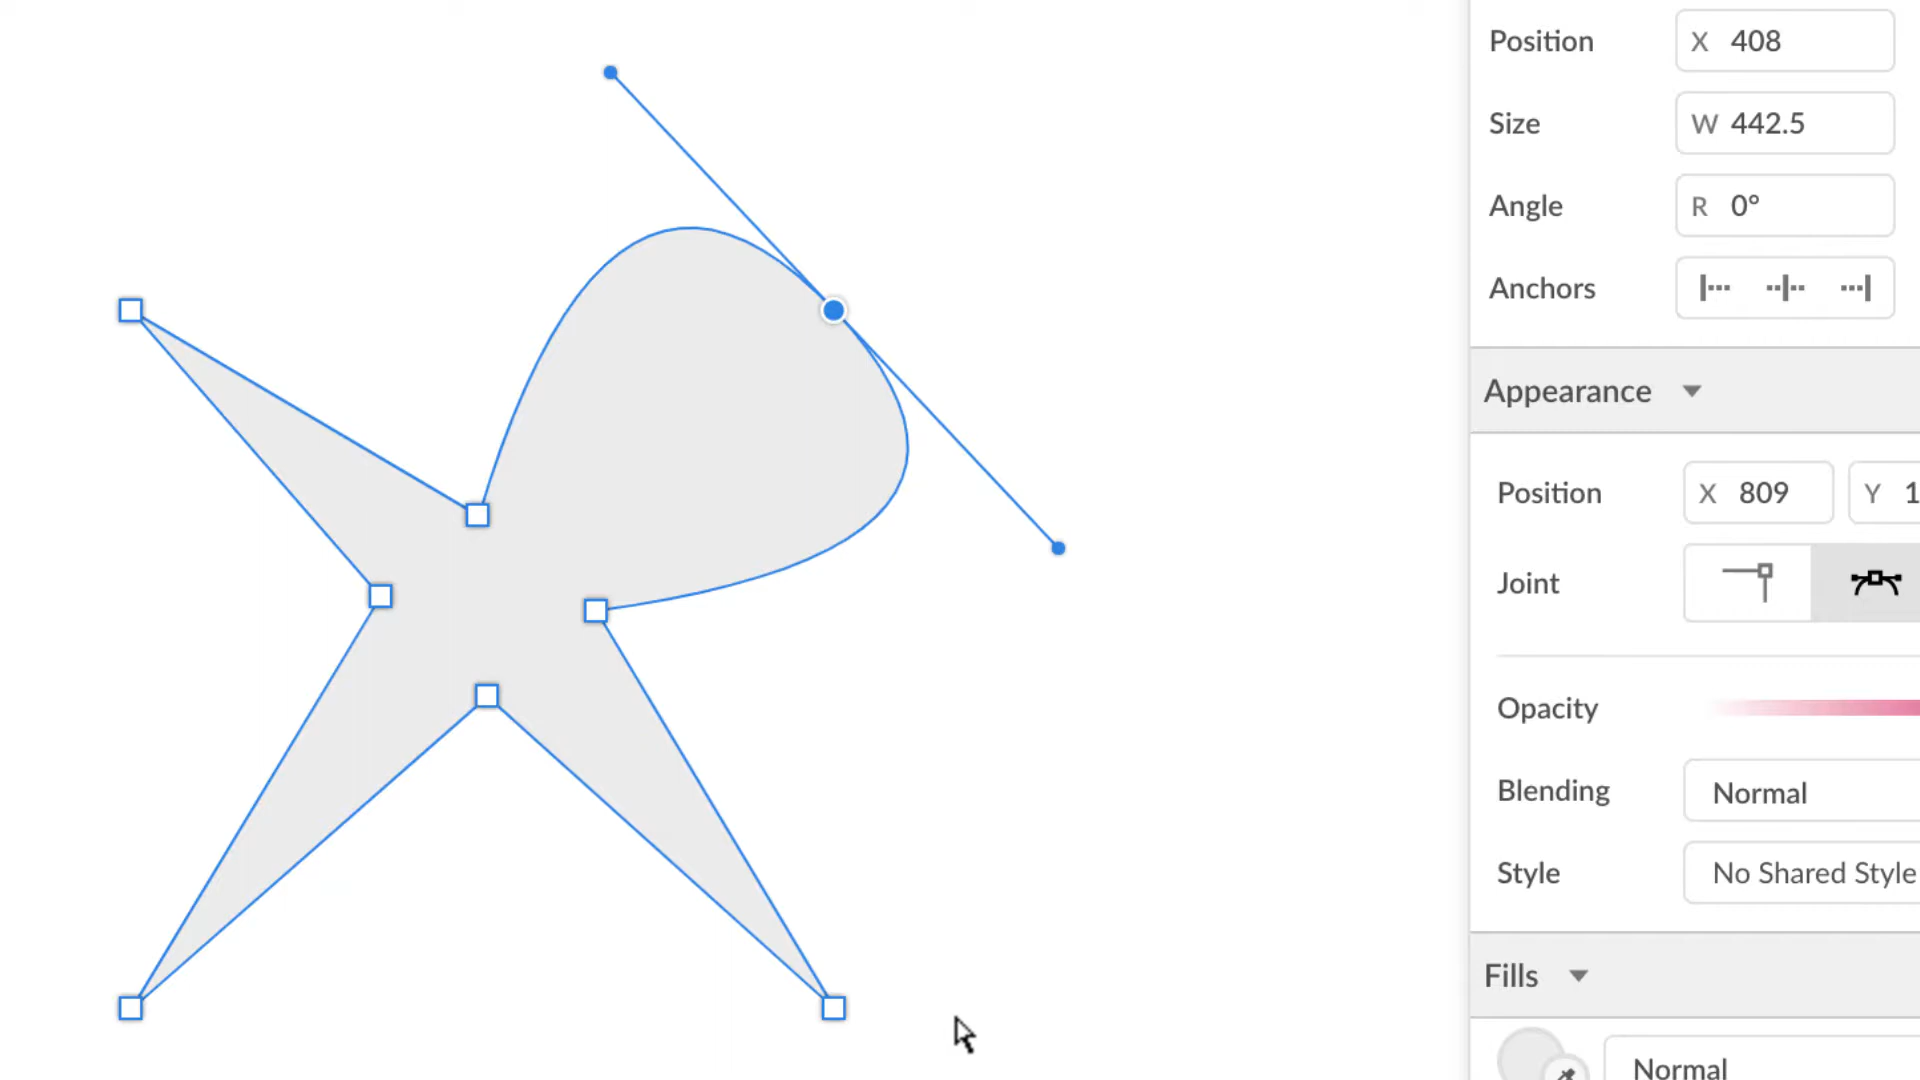 Position X 408
Size W 442.5
Angle R 0°
Anchors
Appearance
Position X 809 Y 1
Joint
Opacity
Blending Normal
Style No Shared Style
Fills
Normal